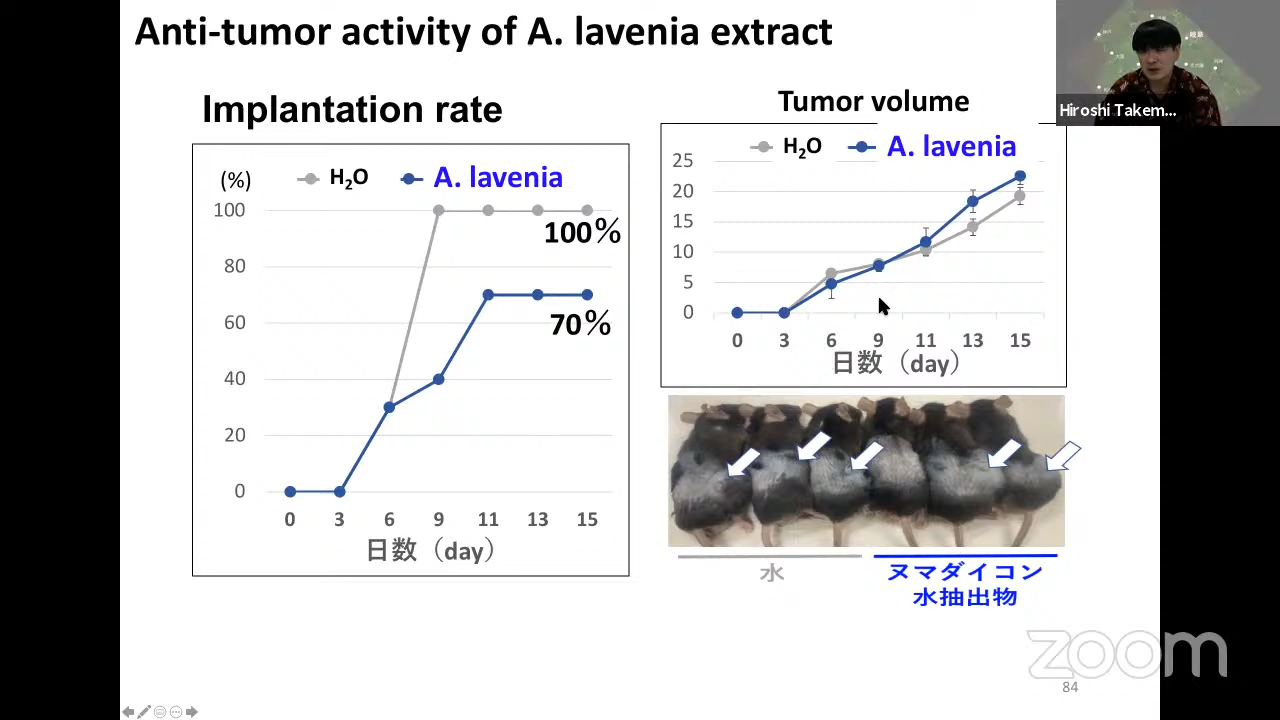 Anti-tumor activity of A. lavenia extract
Hiroshi Takem...
Implantation rate
(%)
H2O
A. lavenia
100
80
60
40
20
0
100%
70%
0 3 6 9 11 13 15
日数（day）
Tumor volume
H2O
A. lavenia
25
20
15
10
5
0
0 3 6 9 11 13 15
日数（day）
水
ヌマダイコン
水抽出物
zoom
84